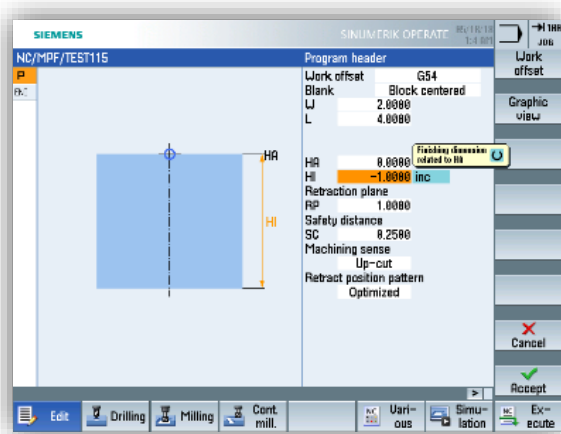 SIEMENS
SINUMERIK OPERATE
JOG
NC/MPF/TEST115
Program header
Work offset
P
Work offset G54
Blank Block centered
W 2.0000
L 4.0000
Graphic view
HA
Finishing dimension related to HA
HA 0.0000
HI -1.0000 inc
Retraction plane
RP 1.0000
HI
Safety distance
SC 0.2500
Machining sense
Up-cut
Retract position pattern
Optimized
Cancel
Accept
Edit
Drilling
Milling
Cont. mill.
NC Vari-ous
Simu-lation
NC Ex-ecute